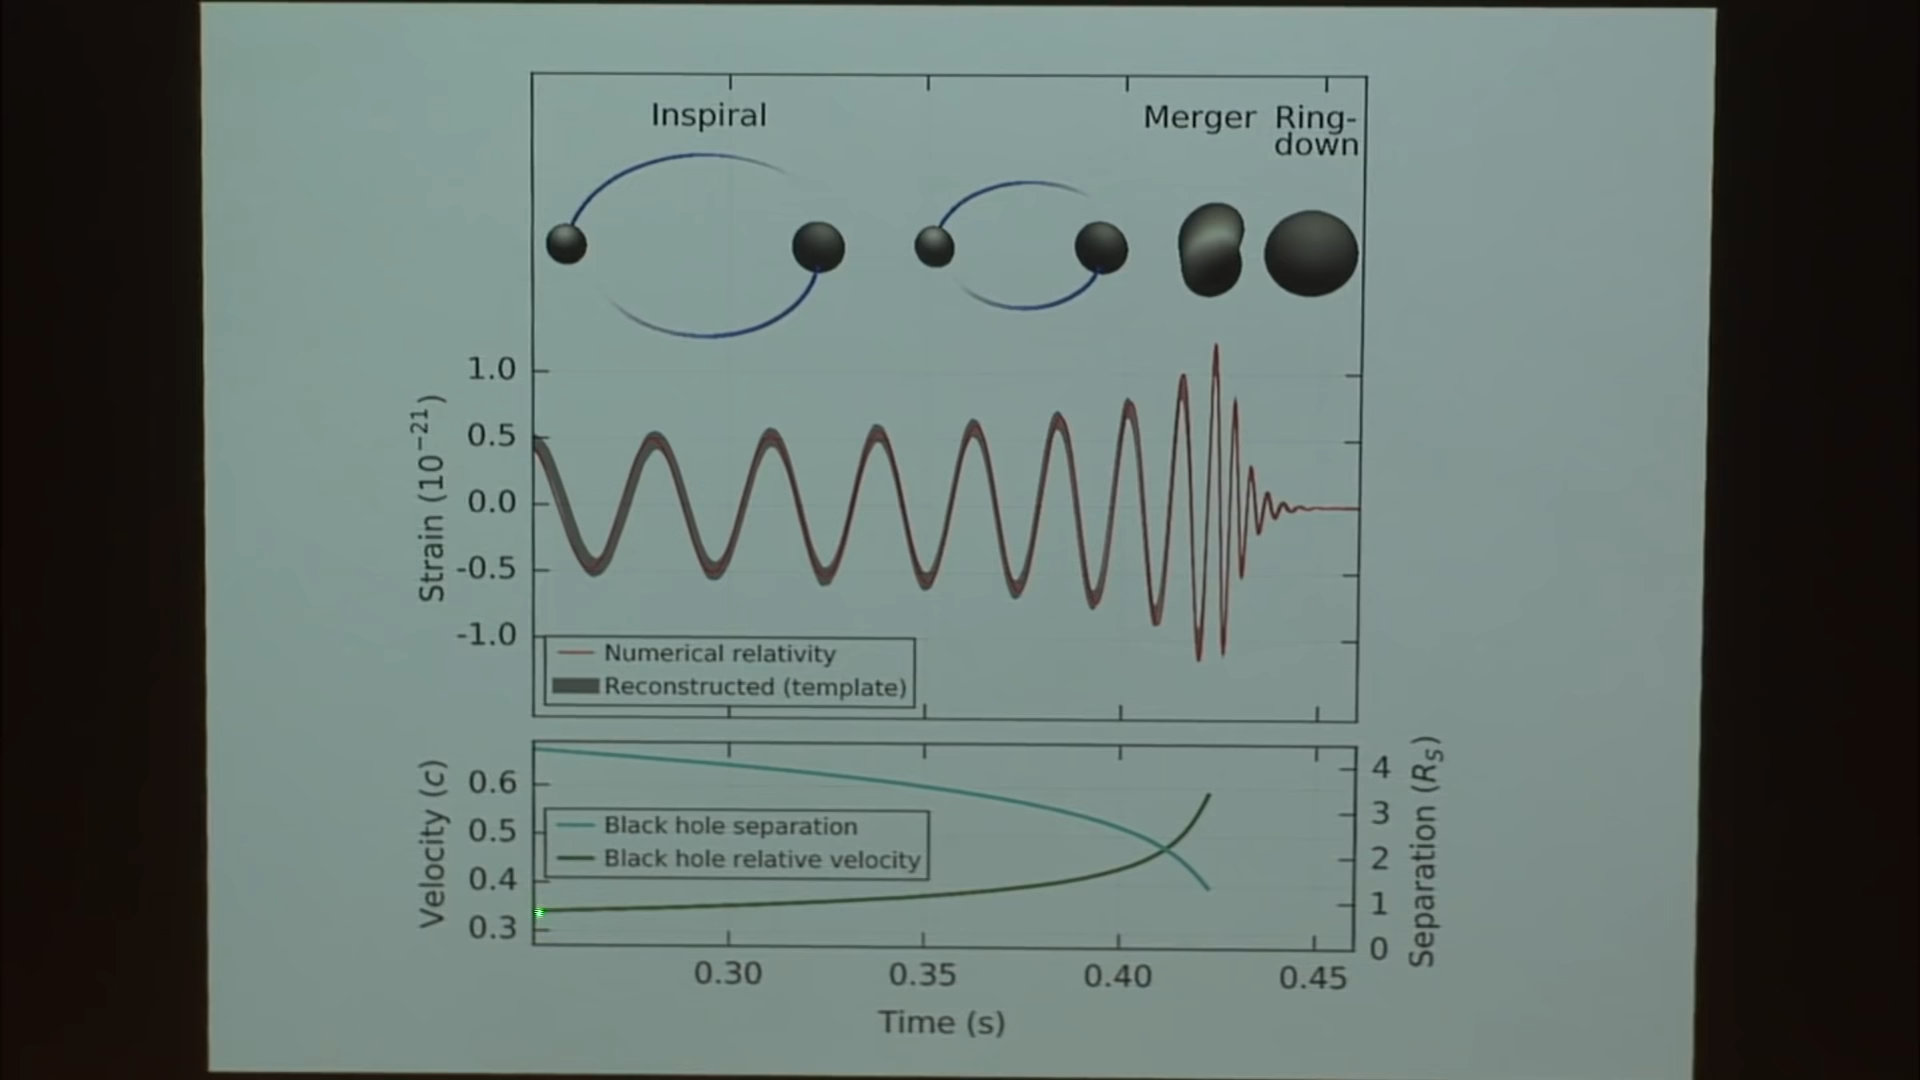 Inspiral
Merger
Ring-
down
Strain (10⁻²¹)
1.0
0.5
0.0
-0.5
-1.0
Numerical relativity
Reconstructed (template)
Velocity (c)
0.6
0.5
0.4
0.3
Black hole separation
Black hole relative velocity
4
3
2
1
0
Separation (R_S)
0.30 0.35 0.40 0.45
Time (s)